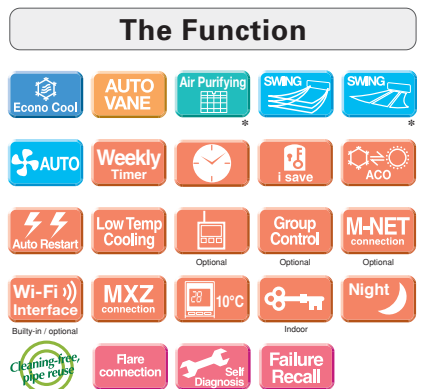 The Function
Econo Cool
AUTO
VANE
Air Purifying
SWING
SWING
*
*
AUTO
Weekly
Timer
i save
ACO
Auto Restart
Low Temp
Cooling
Group
Control
M-NET
connection
Optional
Optional
Optional
Wi-Fi
Interface
MXZ
connection
28
10°C
Night
Builty-in / optional
Indoor
Cleaning-free,
pipe reuse
Flare
connection
Self
Diagnosis
Failure
Recall